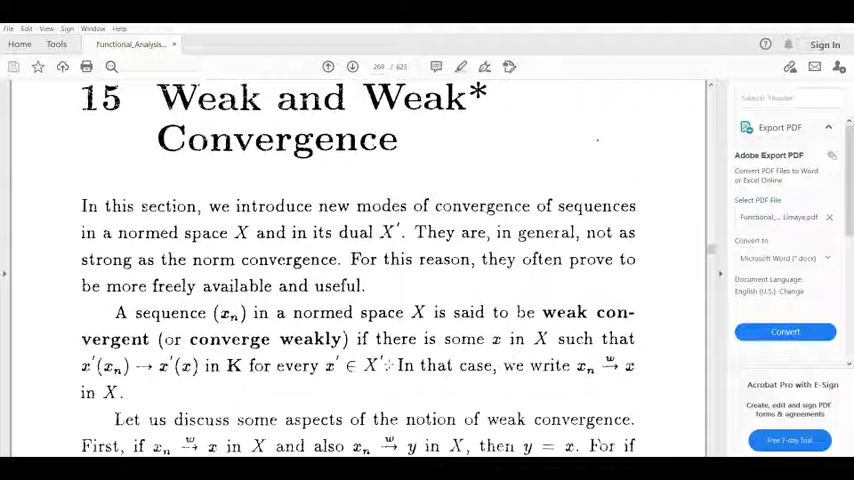 File Edit View Sign Window Help
Home Tools Functional_Analysis... × Sign In
269 / 623
15 Weak and Weak*
Convergence
In this section, we introduce new modes of convergence of sequences
in a normed space X and in its dual X'. They are, in general, not as
strong as the norm convergence. For this reason, they often prove to
be more freely available and useful.
A sequence (xₙ) in a normed space X is said to be weak con-
vergent (or converge weakly) if there is some x in X such that
x'(xₙ) → x'(x) in K for every x' ∈ X'. In that case, we write xₙ →ʷ x
in X.
Let us discuss some aspects of the notion of weak convergence.
First, if xₙ →ʷ x in X and also xₙ →ʷ y in X, then y = x. For if
Search "Header"
Export PDF
Adobe Export PDF
Convert PDF Files to Word
or Excel Online
Select PDF File
Functional_... Limaye.pdf ×
Convert to
Microsoft Word (*.docx)
Document Language:
English (U.S.) Change
Convert
Acrobat Pro with E-Sign
Create, edit and sign PDF
forms & agreements
Free 7-day Trial